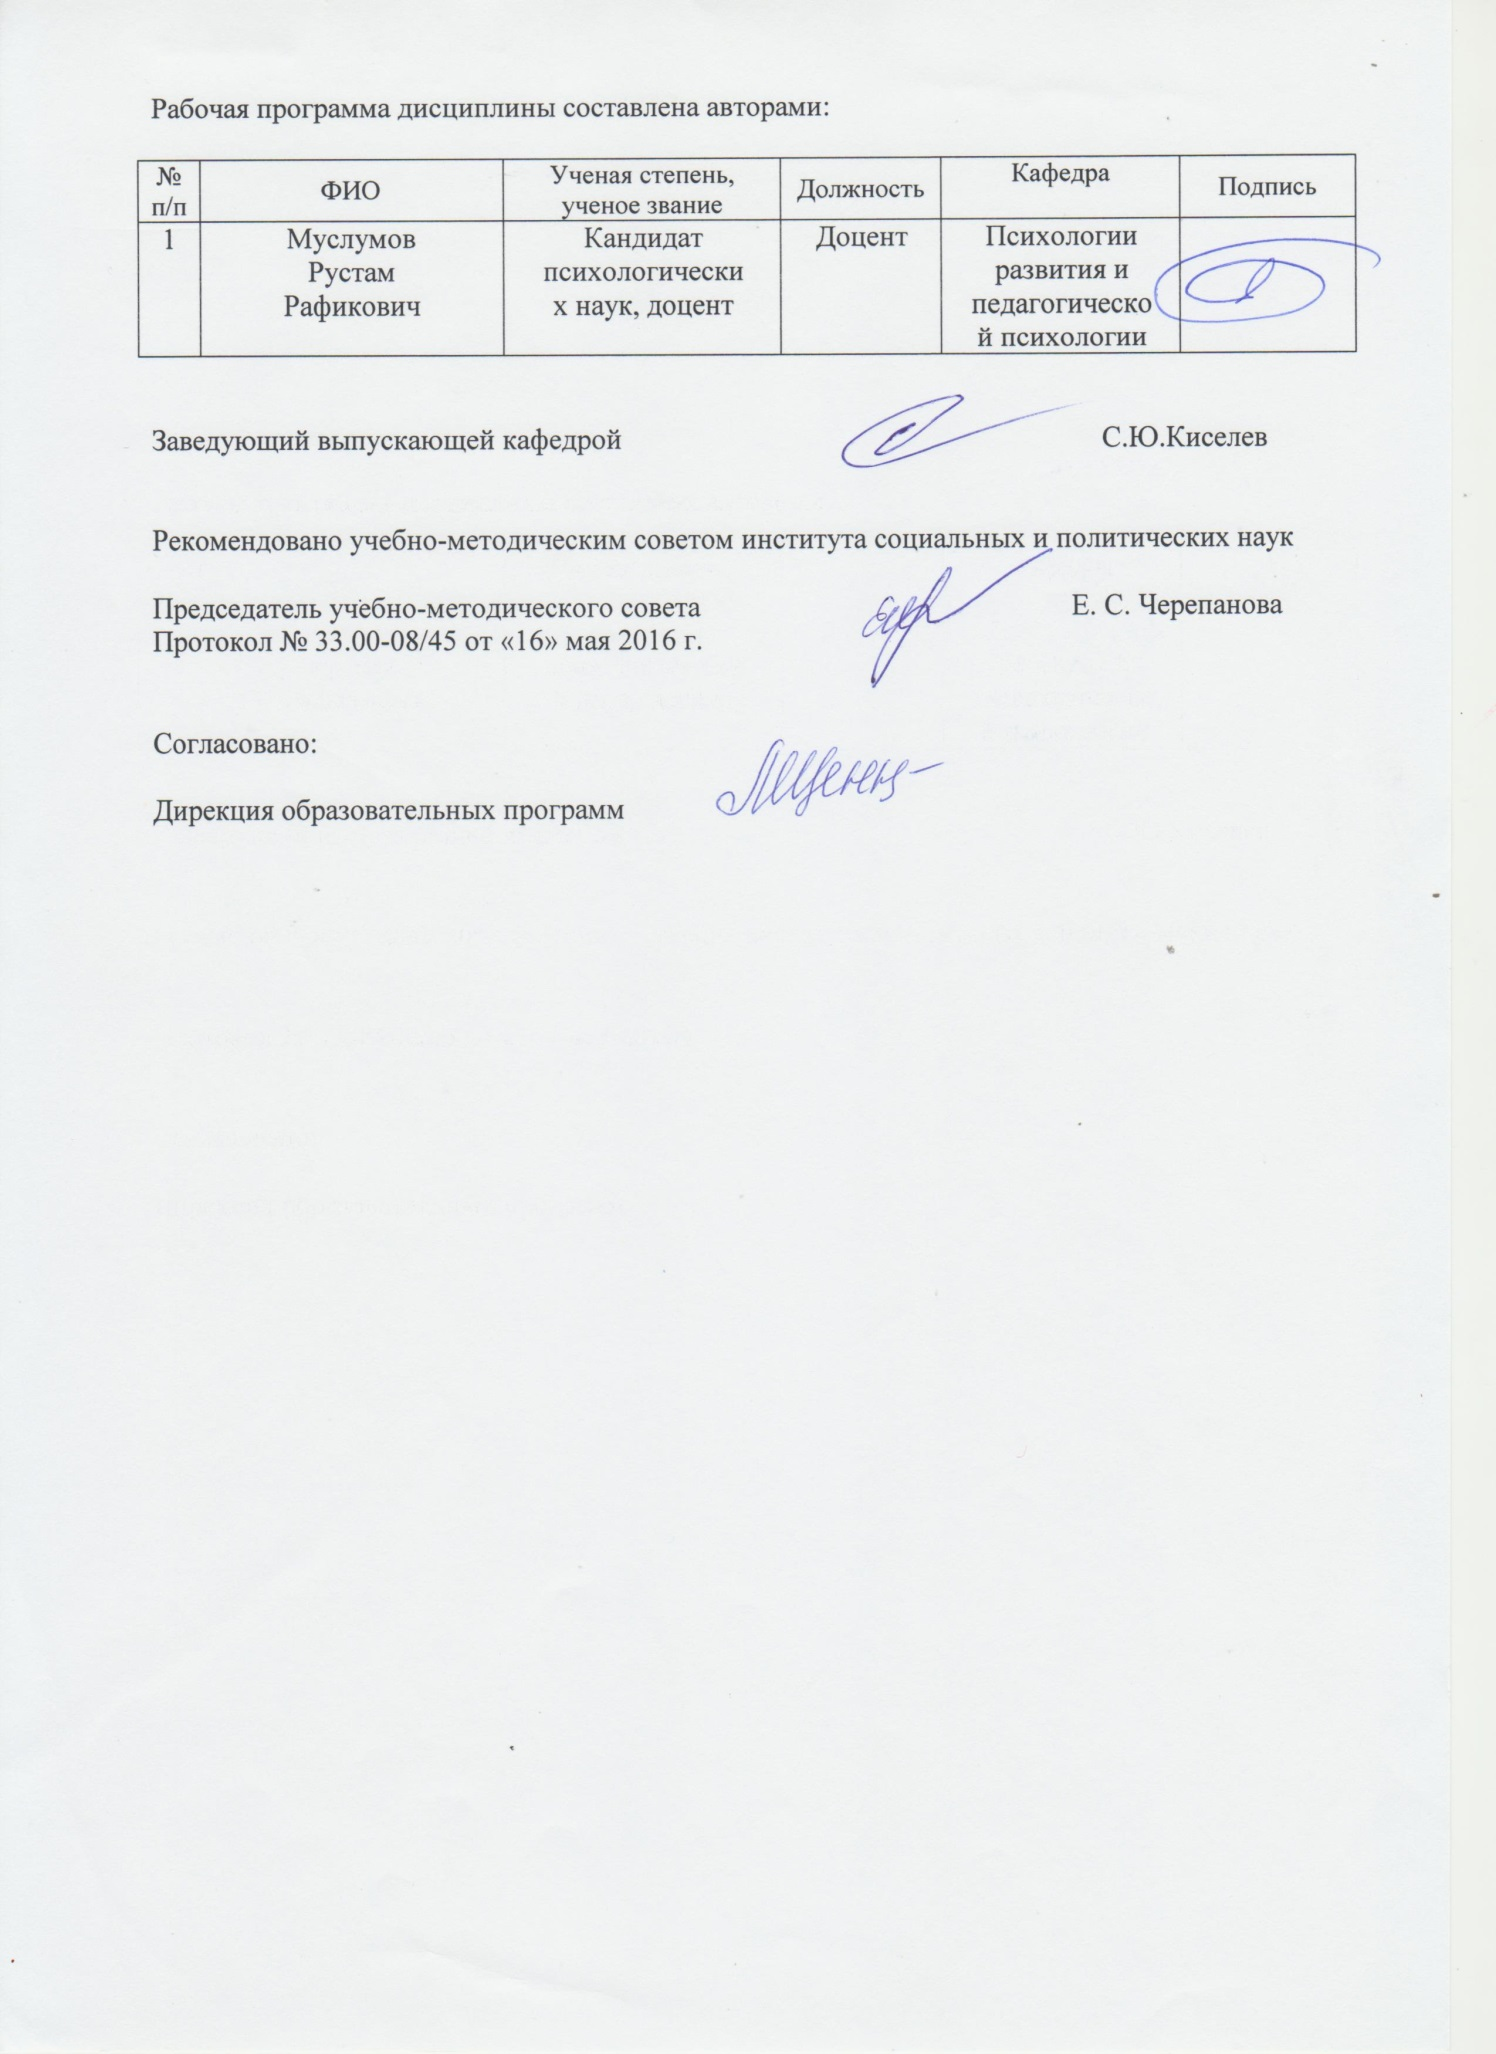 Рабочая программа дисциплины составлена авторами:
№ п/п ФИО Ученая степень, ученое звание Должность Кафедра Подпись
1 Муслумов Рустам Рафикович Кандидат психологически х наук, доцент Доцент Психологии развития и педагогическо й психологии
Заведующий выпускающей кафедрой С.Ю.Киселев
Рекомендовано учебно-методическим советом института социальных и политических наук
Председатель учебно-методического совета Е. С. Черепанова
Протокол № 33.00-08/45 от «16» мая 2016 г.
Согласовано:
Дирекция образовательных программ